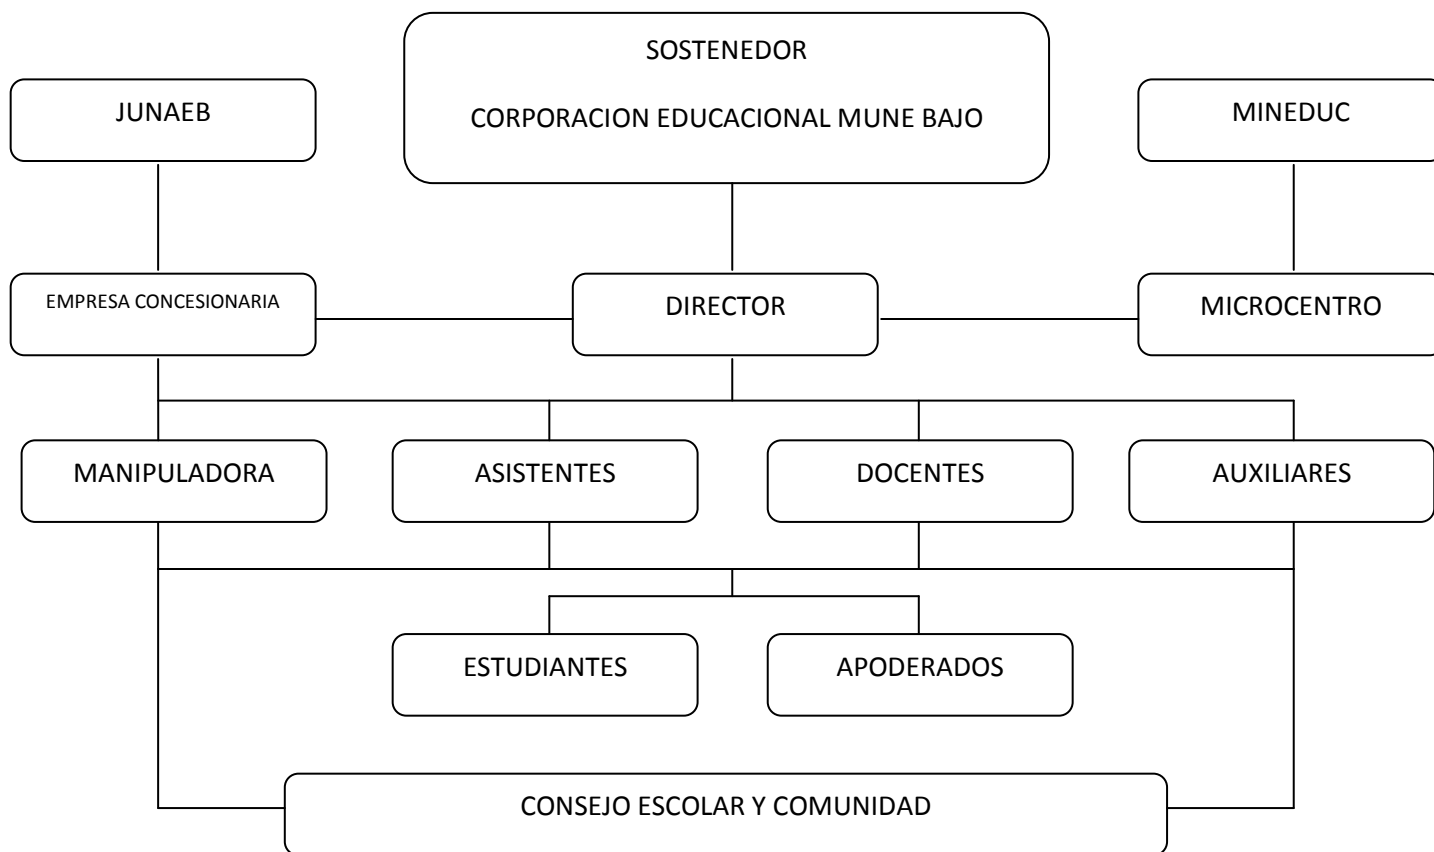 SOSTENEDOR
CORPORACION EDUCACIONAL MUNE BAJO
JUNAEB
MINEDUC
EMPRESA CONCESIONARIA
DIRECTOR
MICROCENTRO
MANIPULADORA
ASISTENTES
DOCENTES
AUXILIARES
ESTUDIANTES
APODERADOS
CONSEJO ESCOLAR Y COMUNIDAD